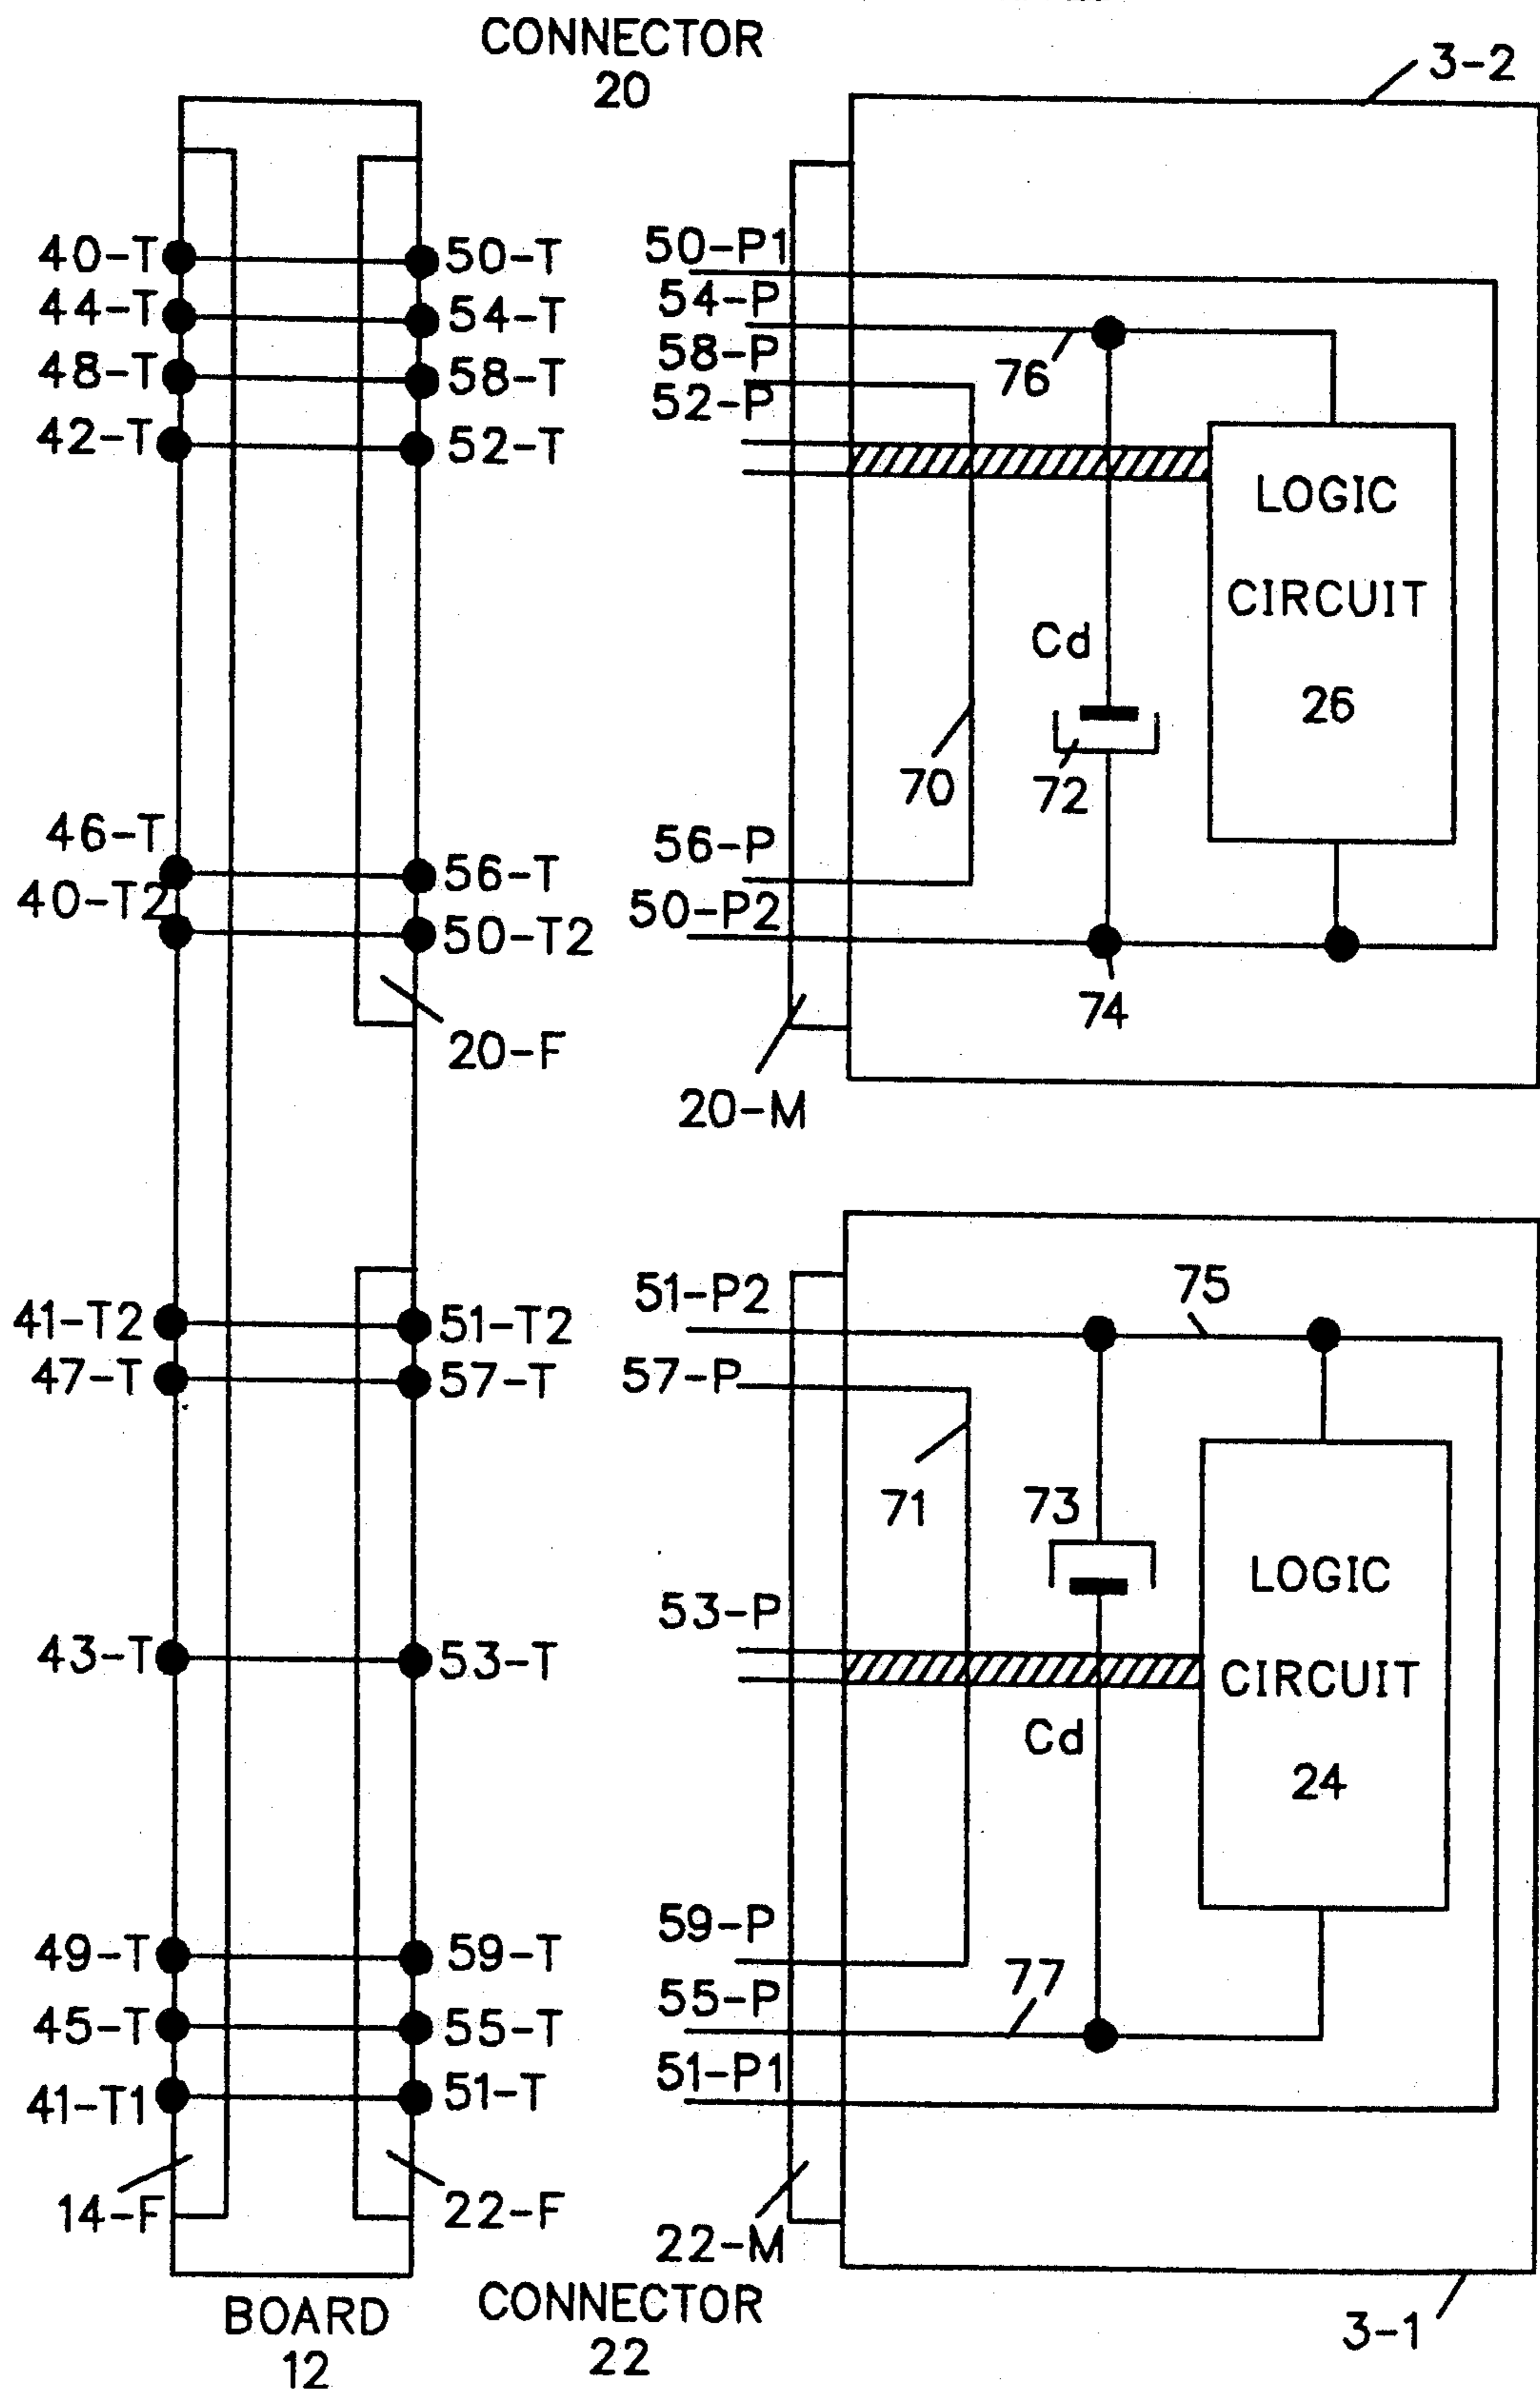 CONNECTOR
20
3-2
40-T
50-T
50-P1
44-T
54-T
54-P
48-T
58-T
58-P
76
42-T
52-T
52-P
LOGIC
CIRCUIT
26
Cd
70
72
46-T
56-T
56-P
40-T2
50-T2
50-P2
74
20-F
20-M
41-T2
51-T2
51-P2
75
47-T
57-T
57-P
71
73
LOGIC
CIRCUIT
24
43-T
53-T
53-P
Cd
49-T
59-T
59-P
45-T
55-T
55-P
77
41-T1
51-T
51-P1
14-F
22-F
22-M
BOARD
12
CONNECTOR
22
3-1